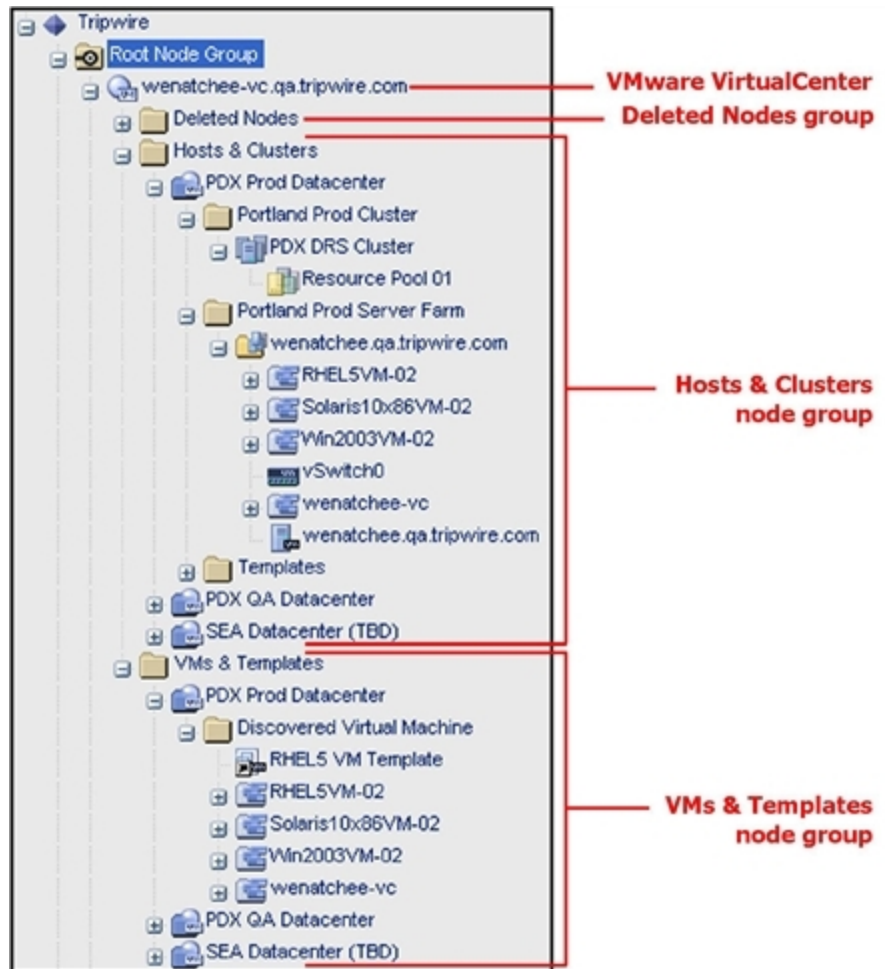 Tripwire
Root Node Group
wenatchee-vc.qa.tripwire.com
VMware VirtualCenter
Deleted Nodes
Deleted Nodes group
Hosts & Clusters
PDX Prod Datacenter
Portland Prod Cluster
PDX DRS Cluster
Resource Pool 01
Portland Prod Server Farm
wenatchee.qa.tripwire.com
RHEL5VM-02
Solaris10x86VM-02
Win2003VM-02
vSwitch0
wenatchee-vc
wenatchee.qa.tripwire.com
Templates
PDX QA Datacenter
SEA Datacenter (TBD)
Hosts & Clusters
node group
VMs & Templates
PDX Prod Datacenter
Discovered Virtual Machine
RHEL5 VM Template
RHEL5VM-02
Solaris10x86VM-02
Win2003VM-02
wenatchee-vc
PDX QA Datacenter
SEA Datacenter (TBD)
VMs & Templates
node group